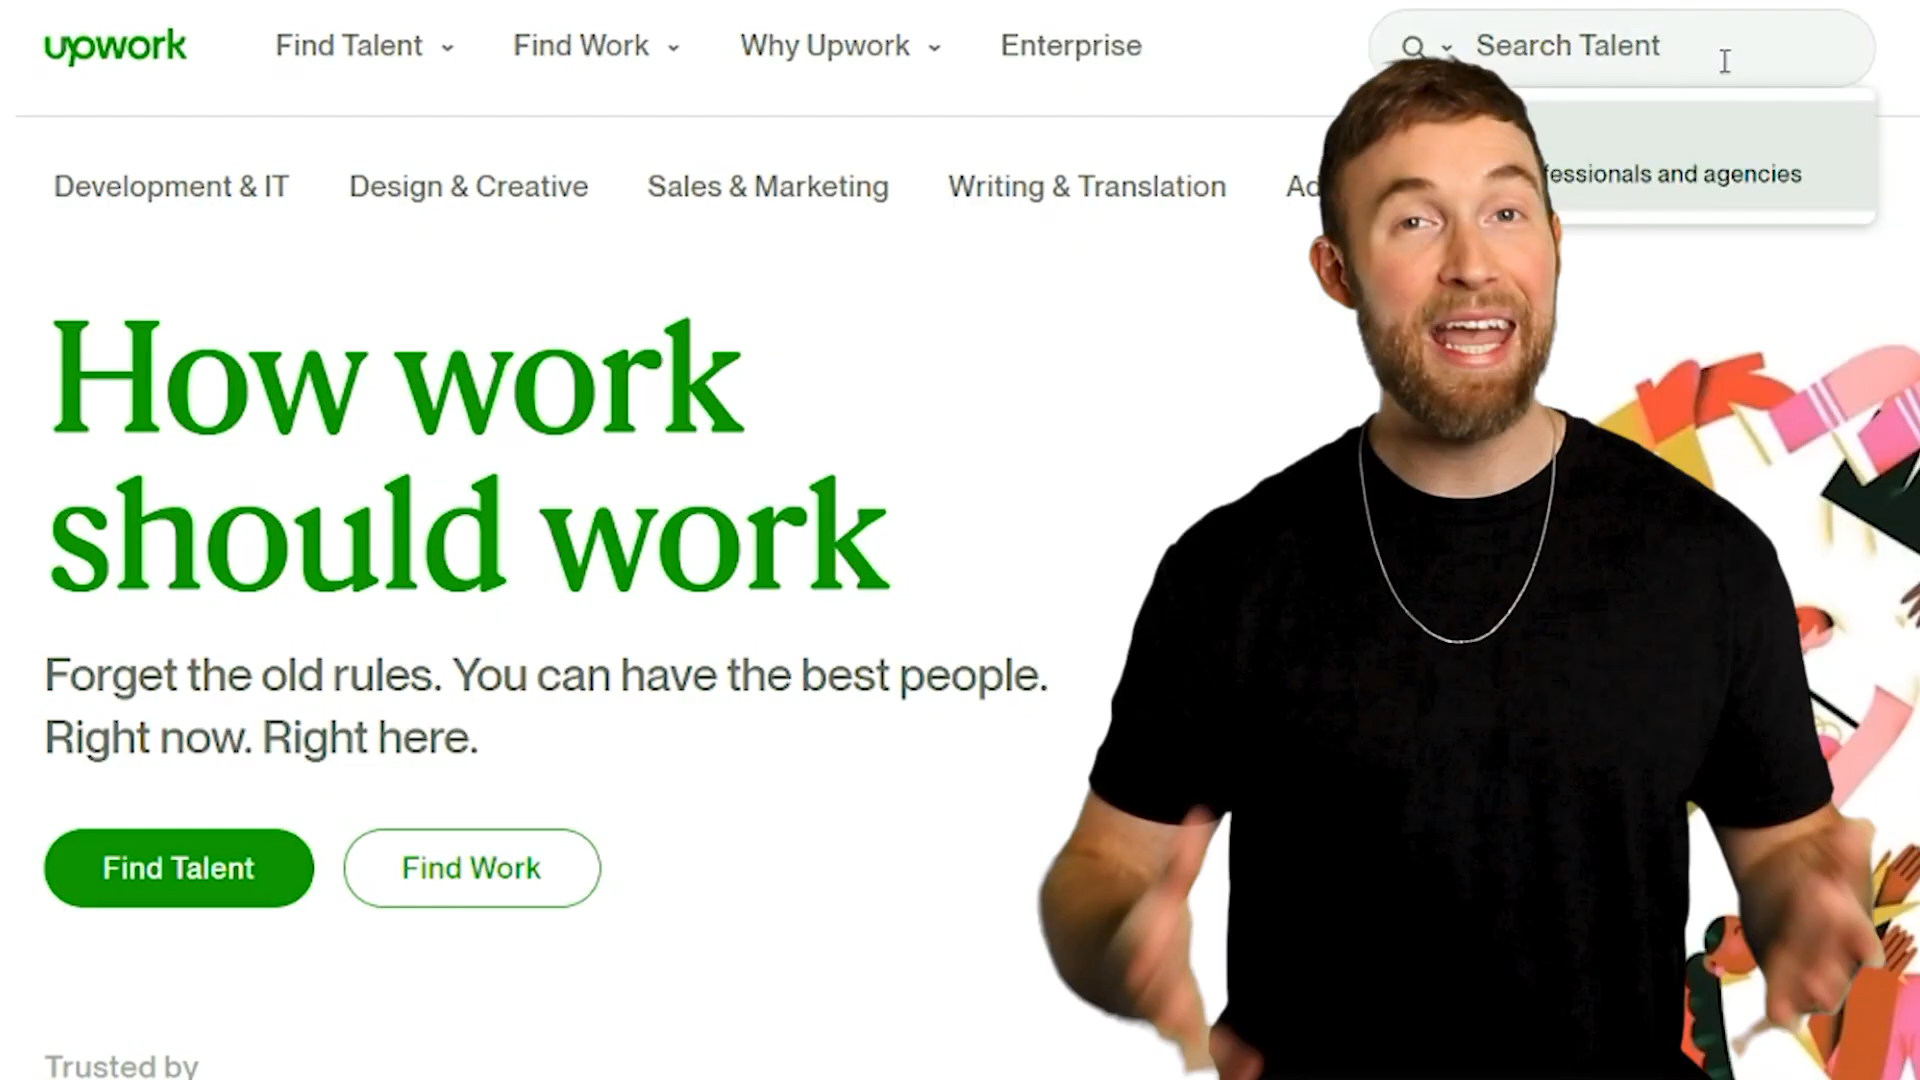 upwork
Find Talent
Find Work
Why Upwork
Enterprise
Search Talent
Development & IT
Design & Creative
Sales & Marketing
Writing & Translation
and agencies
How work
should work
Forget the old rules. You can have the best people.
Right now. Right here.
Find Talent
Find Work
Trusted by